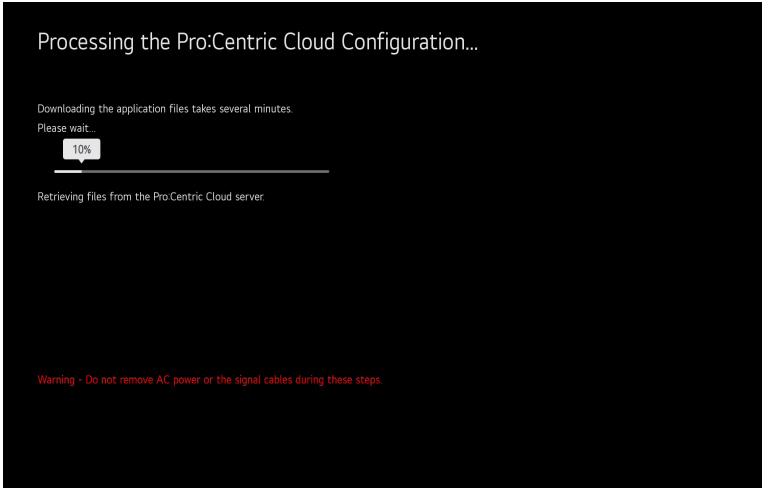 Processing the Pro:Centric Cloud Configuration...
Downloading the application files takes several minutes.
Please wait...
10%
Retrieving files from the Pro:Centric Cloud server.
Warning - Do not remove AC power or the signal cables during these steps.